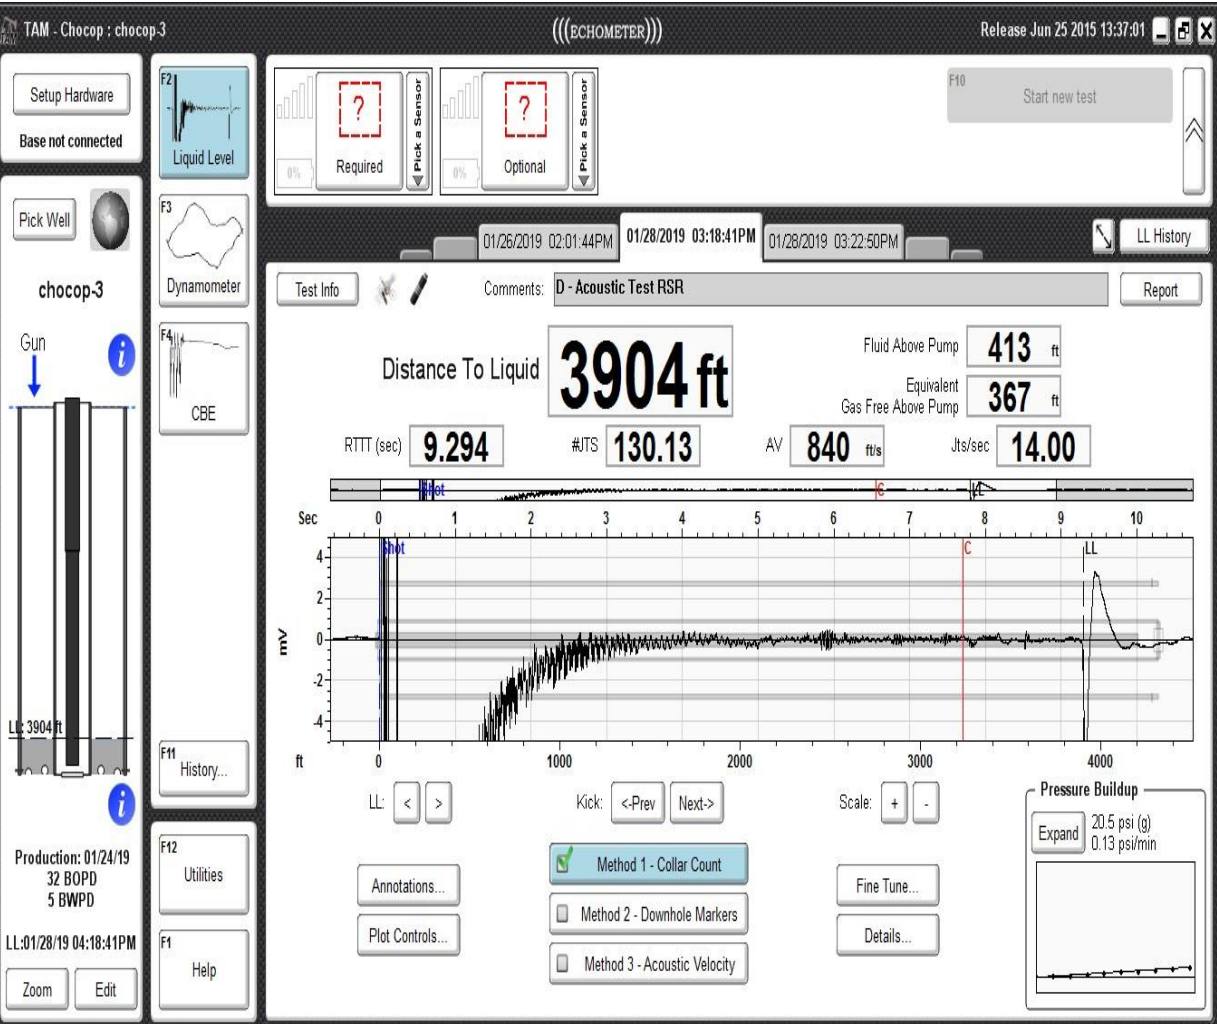 TAM - Chocop : chocop-3
(((ECHOMETER)))
Release Jun 25 2015 13:37:01
Setup Hardware
Base not connected
Pick Well
chocop-3
Gun
LL: 3904 ft
Production: 01/24/19
32 BOPD
5 BWPD
LL:01/28/19 04:18:41PM
Zoom
Edit
F2
Liquid Level
F3
Dynamometer
F4
CBE
F11
History...
F12
Utilities
F1
Help
?
Required
0%
Pick a Sensor
?
Optional
0%
Pick a Sensor
F10
Start new test
01/26/2019 02:01:44PM
01/28/2019 03:18:41PM
01/28/2019 03:22:50PM
LL History
Test Info
Comments:
D - Acoustic Test RSR
Report
Distance To Liquid
3904 ft
Fluid Above Pump
413 ft
Equivalent
Gas Free Above Pump
367 ft
RTTT (sec)
9.294
#JTS
130.13
AV
840 ft/s
Jts/sec
14.00
Shot
C
LL
Sec
0 1 2 3 4 5 6 7 8 9 10
Shot
C
LL
mV
4
2
0
-2
-4
ft
0 1000 2000 3000 4000
LL:
<
>
Kick:
<-Prev
Next->
Scale:
+
-
Annotations...
Plot Controls...
Method 1 - Collar Count
Method 2 - Downhole Markers
Method 3 - Acoustic Velocity
Fine Tune...
Details...
Pressure Buildup
Expand
20.5 psi (g)
0.13 psi/min